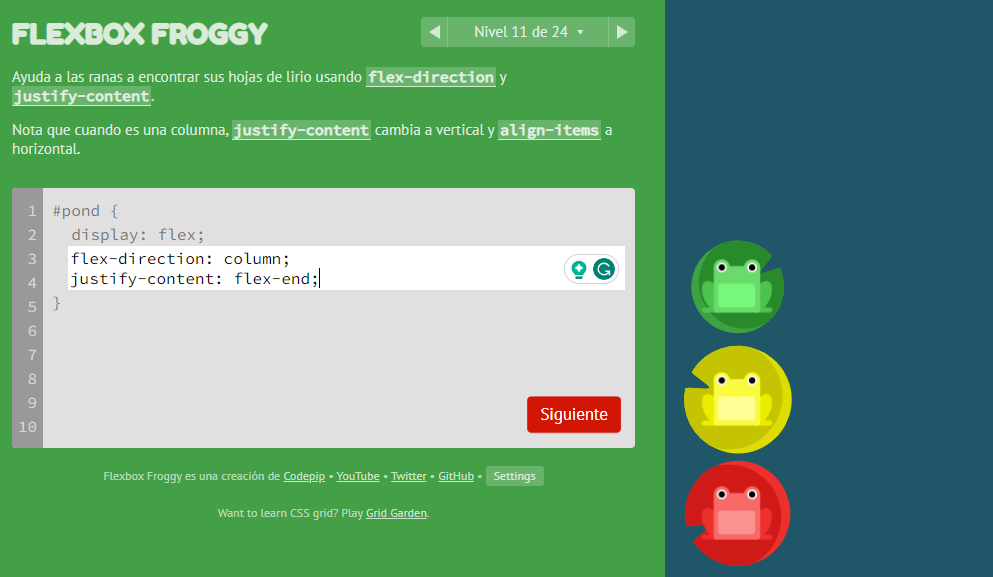 FLEXBOX FROGGY
Nivel 11 de 24
Ayuda a las ranas a encontrar sus hojas de lirio usando flex-direction y
justify-content.
Nota que cuando es una columna, justify-content cambia a vertical y align-items a
horizontal.
1 #pond {
2 display: flex;
3 flex-direction: column;
4 justify-content: flex-end;
5 }
6
7
8
9
10
Siguiente
Flexbox Froggy es una creación de Codepip • YouTube • Twitter • GitHub • Settings
Want to learn CSS grid? Play Grid Garden.